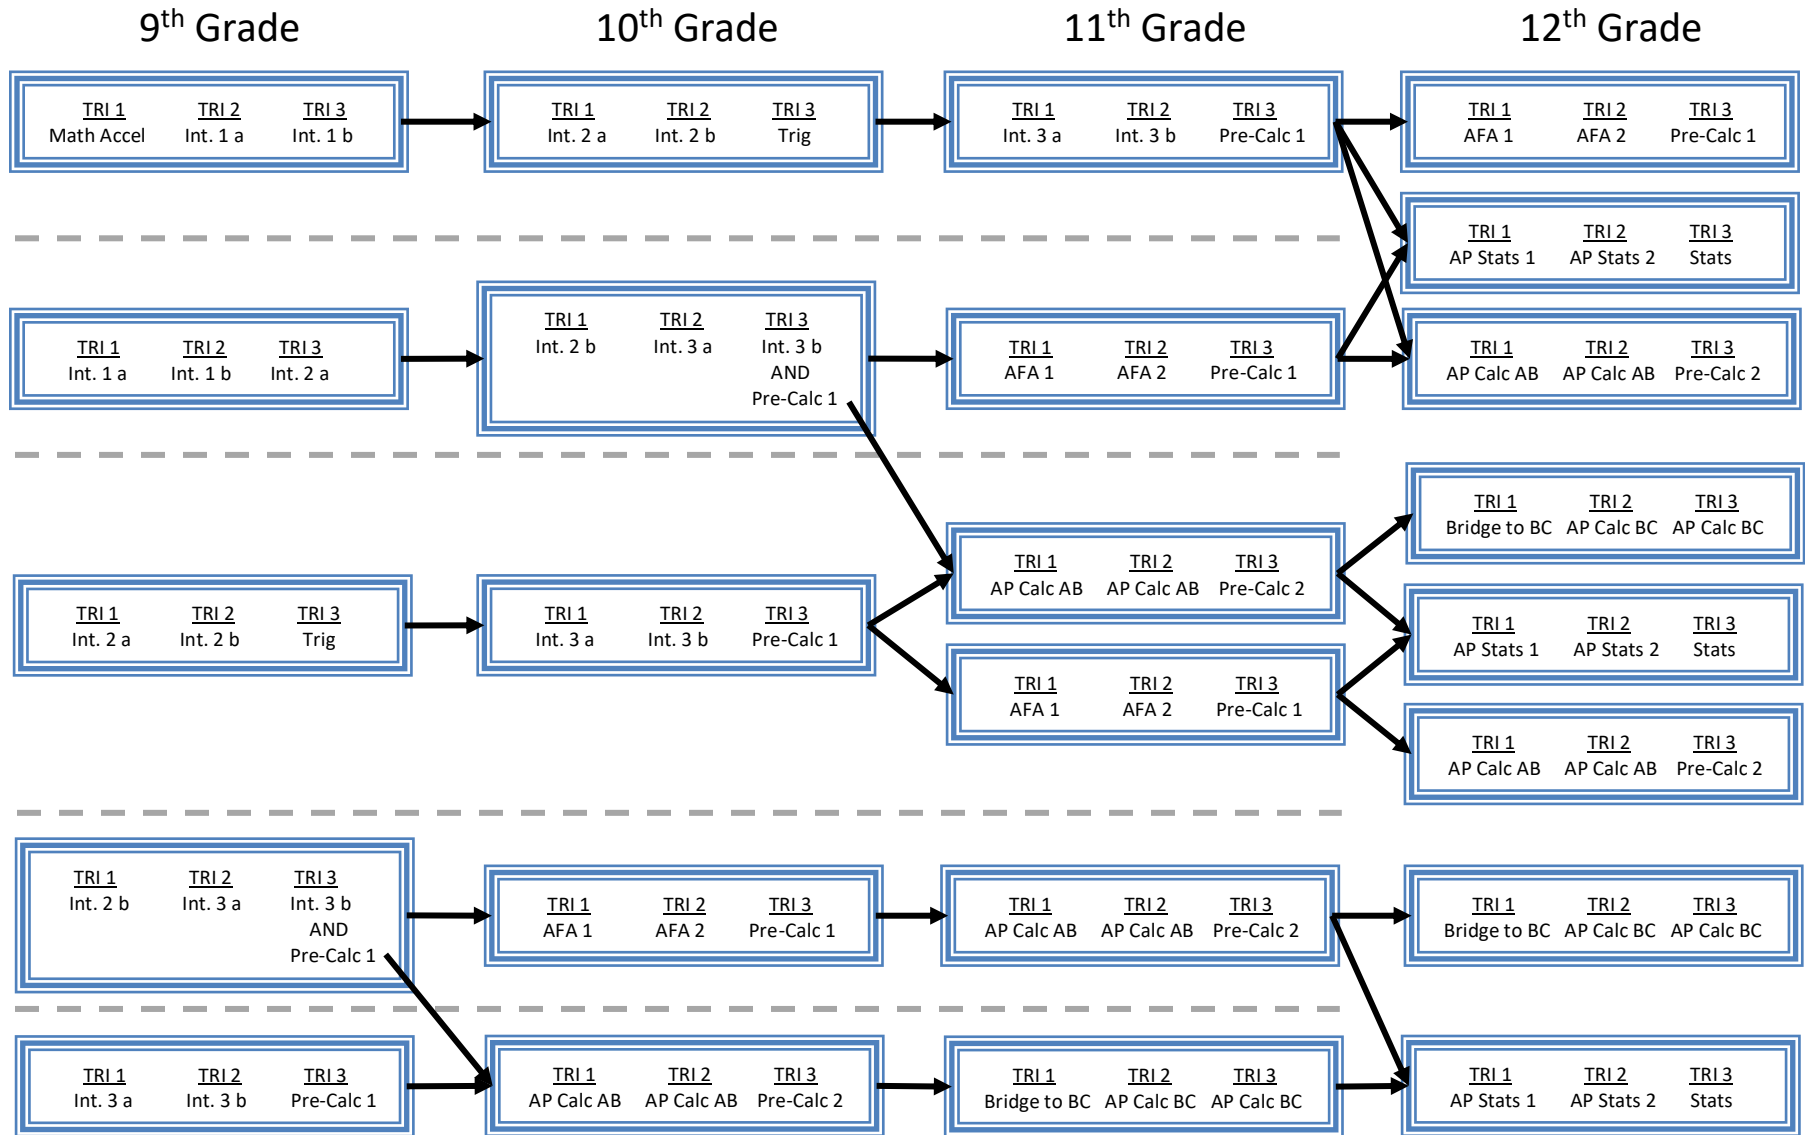 9th Grade 10th Grade 11th Grade 12th Grade
TRI 1 TRI 2 TRI 3
Math Accel Int. 1 a Int. 1 b
TRI 1 TRI 2 TRI 3
Int. 2 a Int. 2 b Trig
TRI 1 TRI 2 TRI 3
Int. 3 a Int. 3 b Pre-Calc 1
TRI 1 TRI 2 TRI 3
AFA 1 AFA 2 Pre-Calc 1
TRI 1 TRI 2 TRI 3
AP Stats 1 AP Stats 2 Stats
TRI 1 TRI 2 TRI 3
Int. 1 a Int. 1 b Int. 2 a
TRI 1 TRI 2 TRI 3
Int. 2 b Int. 3 a Int. 3 b
AND
Pre-Calc 1
TRI 1 TRI 2 TRI 3
AFA 1 AFA 2 Pre-Calc 1
TRI 1 TRI 2 TRI 3
AP Calc AB AP Calc AB Pre-Calc 2
TRI 1 TRI 2 TRI 3
Bridge to BC AP Calc BC AP Calc BC
TRI 1 TRI 2 TRI 3
Int. 2 a Int. 2 b Trig
TRI 1 TRI 2 TRI 3
Int. 3 a Int. 3 b Pre-Calc 1
TRI 1 TRI 2 TRI 3
AP Calc AB AP Calc AB Pre-Calc 2
TRI 1 TRI 2 TRI 3
AP Stats 1 AP Stats 2 Stats
TRI 1 TRI 2 TRI 3
AFA 1 AFA 2 Pre-Calc 1
TRI 1 TRI 2 TRI 3
AP Calc AB AP Calc AB Pre-Calc 2
TRI 1 TRI 2 TRI 3
Int. 2 b Int. 3 a Int. 3 b
AND
Pre-Calc 1
TRI 1 TRI 2 TRI 3
AFA 1 AFA 2 Pre-Calc 1
TRI 1 TRI 2 TRI 3
AP Calc AB AP Calc AB Pre-Calc 2
TRI 1 TRI 2 TRI 3
Bridge to BC AP Calc BC AP Calc BC
TRI 1 TRI 2 TRI 3
Int. 3 a Int. 3 b Pre-Calc 1
TRI 1 TRI 2 TRI 3
AP Calc AB AP Calc AB Pre-Calc 2
TRI 1 TRI 2 TRI 3
Bridge to BC AP Calc BC AP Calc BC
TRI 1 TRI 2 TRI 3
AP Stats 1 AP Stats 2 Stats